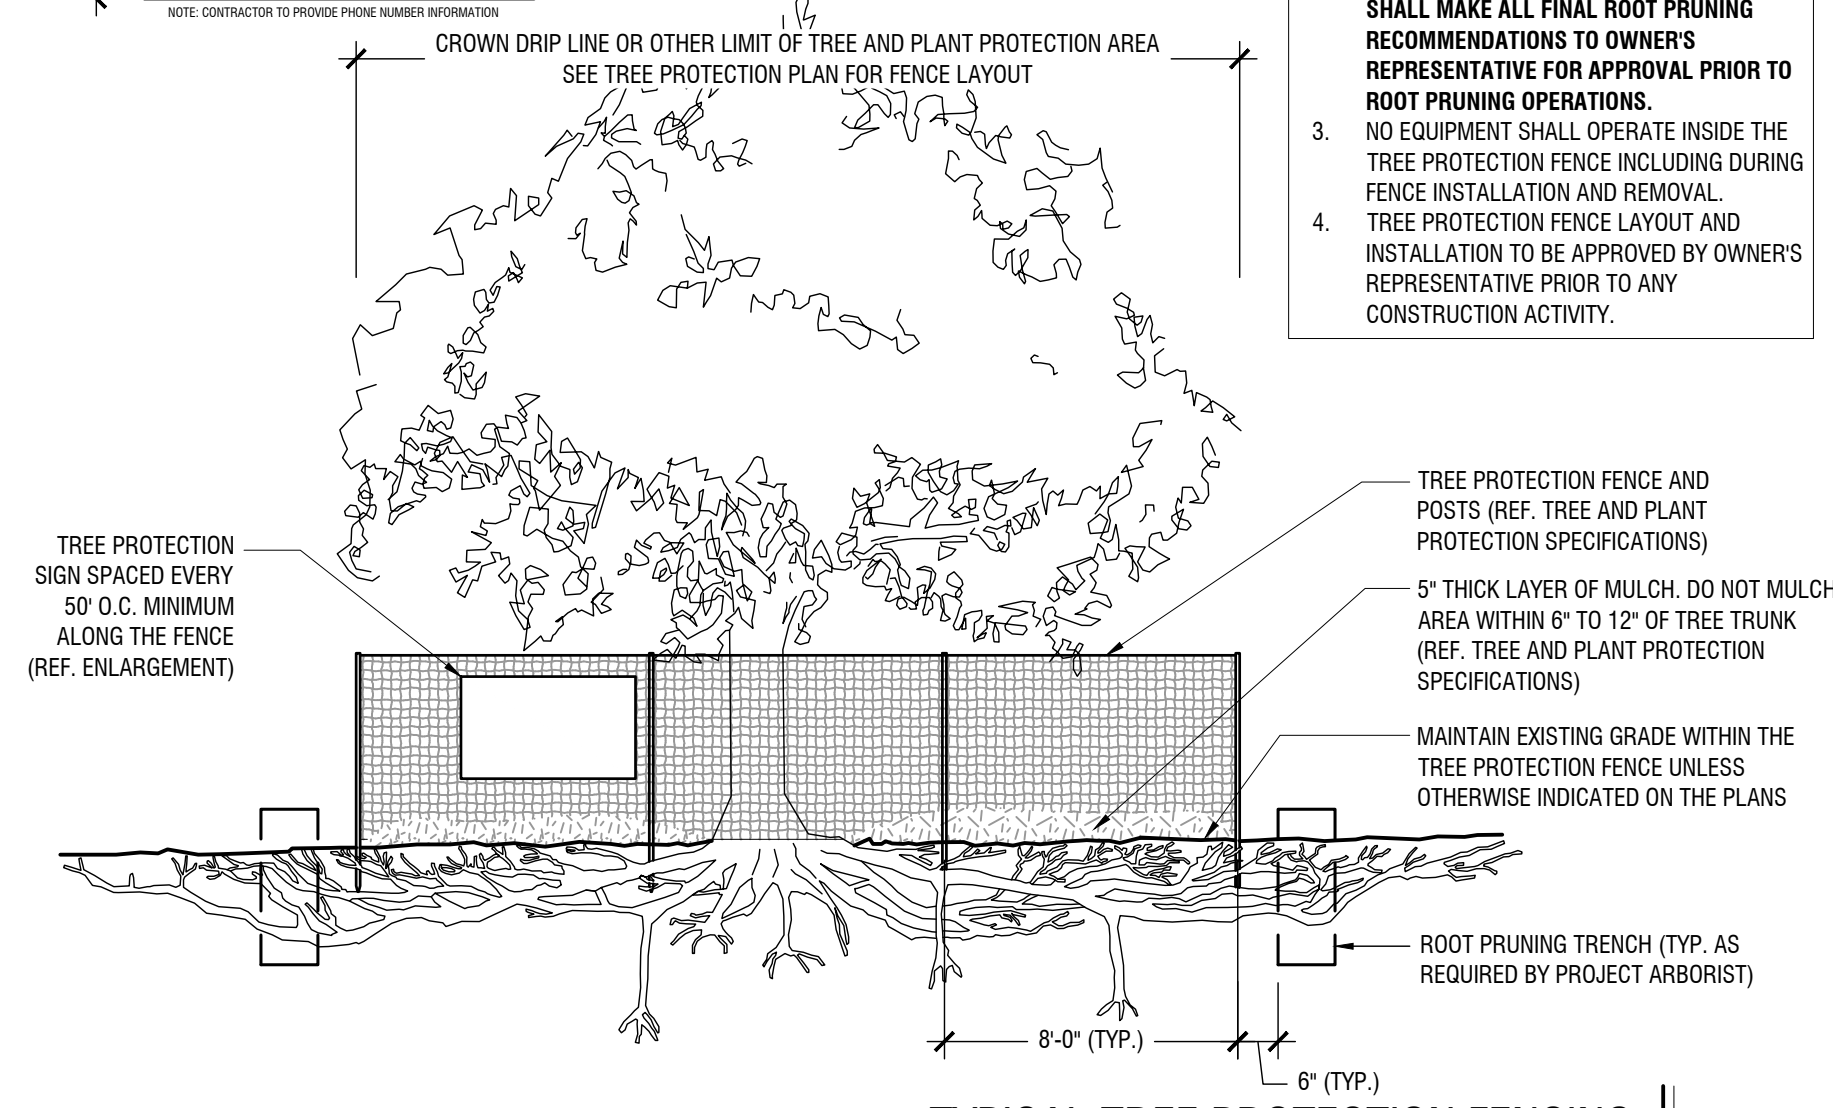 NOTE: CONTRACTOR TO PROVIDE PHONE NUMBER INFORMATION
CROWN DRIP LINE OR OTHER LIMIT OF TREE AND PLANT PROTECTION AREA
SEE TREE PROTECTION PLAN FOR FENCE LAYOUT
SHALL MAKE ALL FINAL ROOT PRUNING
RECOMMENDATIONS TO OWNER'S
REPRESENTATIVE FOR APPROVAL PRIOR TO
ROOT PRUNING OPERATIONS.
3. NO EQUIPMENT SHALL OPERATE INSIDE THE
TREE PROTECTION FENCE INCLUDING DURING
FENCE INSTALLATION AND REMOVAL.
4. TREE PROTECTION FENCE LAYOUT AND
INSTALLATION TO BE APPROVED BY OWNER'S
REPRESENTATIVE PRIOR TO ANY
CONSTRUCTION ACTIVITY.
TREE PROTECTION
SIGN SPACED EVERY
50' O.C. MINIMUM
ALONG THE FENCE
(REF. ENLARGEMENT)
TREE PROTECTION FENCE AND
POSTS (REF. TREE AND PLANT
PROTECTION SPECIFICATIONS)
5" THICK LAYER OF MULCH. DO NOT MULCH
AREA WITHIN 6" TO 12" OF TREE TRUNK
(REF. TREE AND PLANT PROTECTION
SPECIFICATIONS)
MAINTAIN EXISTING GRADE WITHIN THE
TREE PROTECTION FENCE UNLESS
OTHERWISE INDICATED ON THE PLANS
ROOT PRUNING TRENCH (TYP. AS
REQUIRED BY PROJECT ARBORIST)
8'-0" (TYP.)
6" (TYP.)
TYPICAL TREE PROTECTION FENCING